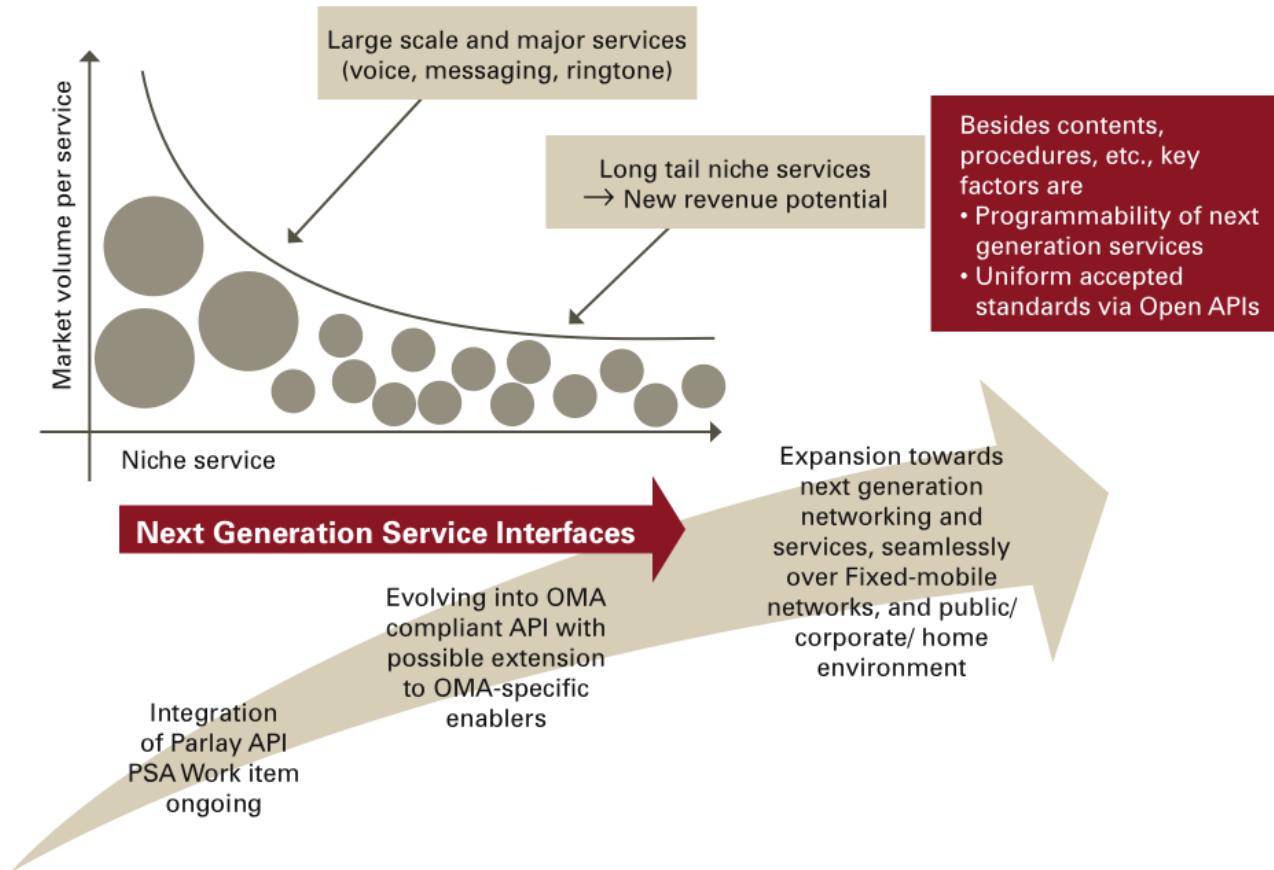 Large scale and major services
(voice, messaging, ringtone)
Market volume per service
Long tail niche services
→ New revenue potential
Besides contents,
procedures, etc., key
factors are
• Programmability of next
generation services
• Uniform accepted
standards via Open APIs
Niche service
Next Generation Service Interfaces
Expansion towards
next generation
networking and
services, seamlessly
over Fixed-mobile
networks, and public/
corporate/ home
environment
Evolving into OMA
compliant API with
possible extension
to OMA-specific
enablers
Integration
of Parlay API
PSA Work item
ongoing